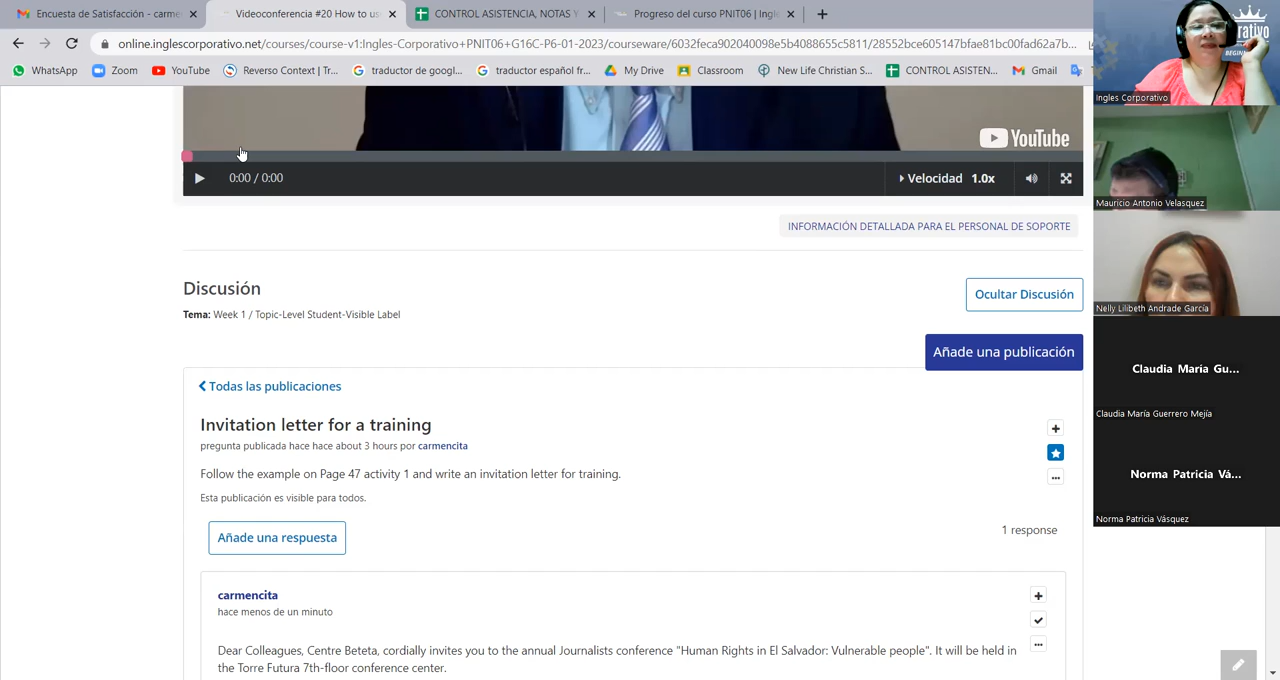 Encuesta de Satisfacción - carme
Videoconferencia #20 How to us
CONTROL ASISTENCIA, NOTAS Y
Progreso del curso PNIT06 | Ingl
online.inglescorporativo.net/courses/course-v1:Ingles-Corporativo+PNIT06+G16C-P01-2023/courseware/6032feca902040098e5b4088655c5811/28552bce605147bfae81bc00fad62a7b...
WhatsApp
Zoom
YouTube
Reverso Context | Tr...
traductor de googl...
traductor español fr...
My Drive
Classroom
New Life Christian S...
CONTROL ASISTEN...
Gmail
YouTube
0:00 / 0:00
Velocidad 1.0x
INFORMACIÓN DETALLADA PARA EL PERSONAL DE SOPORTE
Discusión
Ocultar Discusión
Tema: Week 1 / Topic-Level Student-Visible Label
Añade una publicación
Todas las publicaciones
Invitation letter for a training
pregunta publicada hace hace about 3 hours por carmencita
Follow the example on Page 47 activity 1 and write an invitation letter for training.
Esta publicación es visible para todos.
Añade una respuesta
1 response
carmencita
hace menos de un minuto
Dear Colleagues, Centre Beteta, cordially invites you to the annual Journalists conference "Human Rights in El Salvador: Vulnerable people". It will be held in
the Torre Futura 7th-floor conference center.
Ingles Corporativo
Mauricio Antonio Velasquez
Nelly Lilibeth Andrade García
Claudia María Gu...
Claudia María Guerrero Mejía
Norma Patricia Vá...
Norma Patricia Vásquez